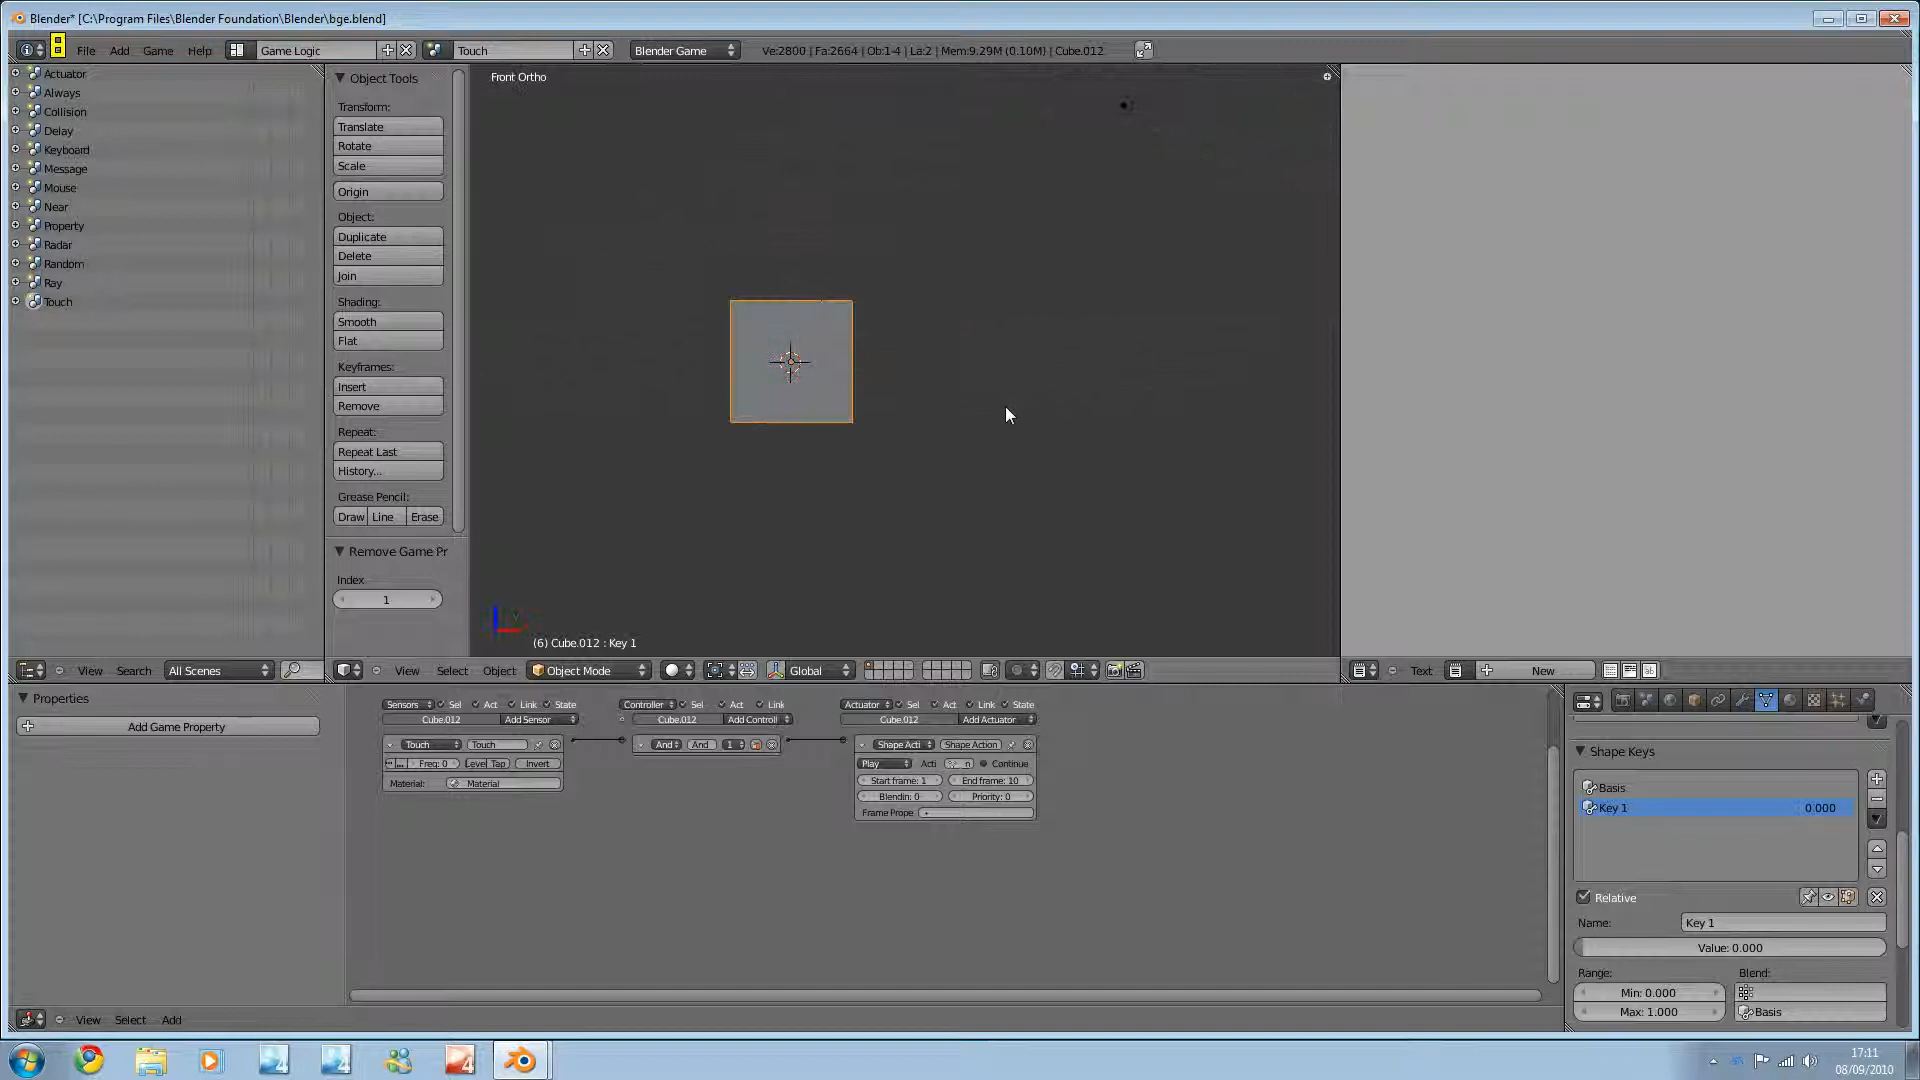 Blender* [C:\Program Files\Blender Foundation\Blender\bge.blend]
File Add Game Help Game Logic Touch Blender Game Ve:2800 | Fa:2664 | Ob:1-4 | La:2 | Mem:9.29M (0.10M) | Cube.012
Actuator
Always
Collision
Delay
Keyboard
Message
Mouse
Near
Property
Radar
Random
Ray
Touch
View Search All Scenes
Object Tools
Transform:
Translate
Rotate
Scale
Origin
Object:
Duplicate
Delete
Join
Shading:
Smooth
Flat
Keyframes:
Insert
Remove
Repeat:
Repeat Last
History...
Grease Pencil:
Draw Line Erase
Remove Game Pr
Index
1
Front Ortho
(6) Cube.012 : Key 1
View Select Object Object Mode Global
Text New
Properties
Add Game Property
Sensors Sel Act Link State
Cube.012 Add Sensor
Touch Touch
Freq: 0 Level Tap Invert
Material: Material
Controller Sel Act Link
Cube.012 Add Controll
And And 1
Actuator Sel Act Link State
Cube.012 Add Actuator
Shape Acti Shape Action
Play Acti n Continue
Start frame: 1 End frame: 10
Blendin: 0 Priority: 0
Frame Prope
View Select Add
Shape Keys
Basis
Key 1 0.000
Relative
Name: Key 1
Value: 0.000
Range: Blend:
Min: 0.000
Max: 1.000 Basis
17:11
08/09/2010